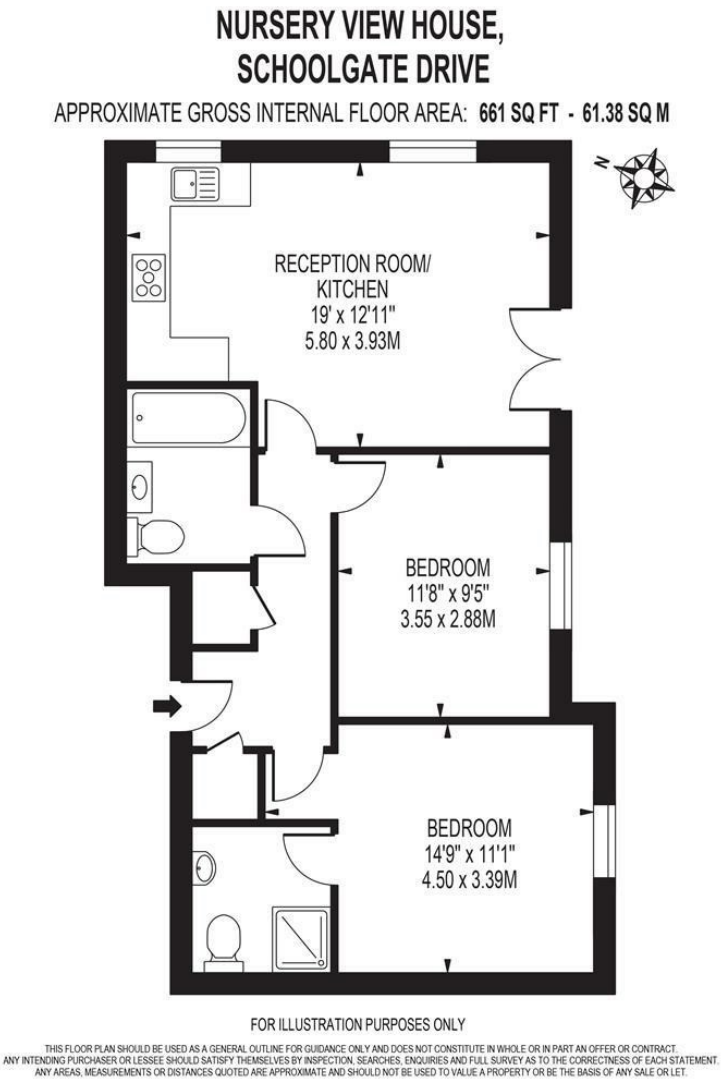 NURSERY VIEW HOUSE,
SCHOOLGATE DRIVE
APPROXIMATE GROSS INTERNAL FLOOR AREA: 661 SQ FT - 61.38 SQ M
N
RECEPTION ROOM/
KITCHEN
19' x 12'11"
5.80 x 3.93M
BEDROOM
11'8" x 9'5"
3.55 x 2.88M
BEDROOM
14'9" x 11'1"
4.50 x 3.39M
FOR ILLUSTRATION PURPOSES ONLY
THIS FLOOR PLAN SHOULD BE USED AS A GENERAL OUTLINE FOR GUIDANCE ONLY AND DOES NOT CONSTITUTE IN WHOLE OR IN PART AN OFFER OR CONTRACT.
ANY INTENDING PURCHASER OR LESSEE SHOULD SATISFY THEMSELVES BY INSPECTION, SEARCHES, ENQUIRIES AND FULL SURVEY AS TO THE CORRECTNESS OF EACH STATEMENT.
ANY AREAS, MEASUREMENTS OR DISTANCES QUOTED ARE APPROXIMATE AND SHOULD NOT BE USED TO VALUE A PROPERTY OR BE THE BASIS OF ANY SALE OR LET.